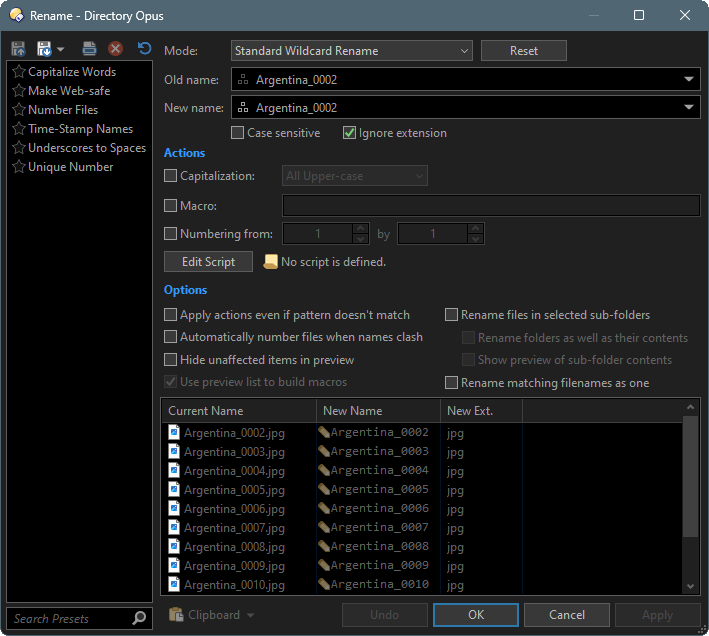 Rename - Directory Opus
Mode: Standard Wildcard Rename Reset
Old name: Argentina_0002
New name: Argentina_0002
Case sensitive Ignore extension
Capitalize Words
Make Web-safe
Number Files
Time-Stamp Names
Underscores to Spaces
Unique Number
Actions
Capitalization: All Upper-case
Macro:
Numbering from: 1 by 1
Edit Script No script is defined.
Options
Apply actions even if pattern doesn't match Rename files in selected sub-folders
Automatically number files when names clash Rename folders as well as their contents
Hide unaffected items in preview Show preview of sub-folder contents
Use preview list to build macros Rename matching filenames as one
Current Name New Name New Ext.
Argentina_0002.jpg Argentina_0002 jpg
Argentina_0003.jpg Argentina_0003 jpg
Argentina_0004.jpg Argentina_0004 jpg
Argentina_0005.jpg Argentina_0005 jpg
Argentina_0006.jpg Argentina_0006 jpg
Argentina_0007.jpg Argentina_0007 jpg
Argentina_0008.jpg Argentina_0008 jpg
Argentina_0009.jpg Argentina_0009 jpg
Argentina_0010.jpg Argentina_0010 jpg
Search Presets Clipboard Undo OK Cancel Apply